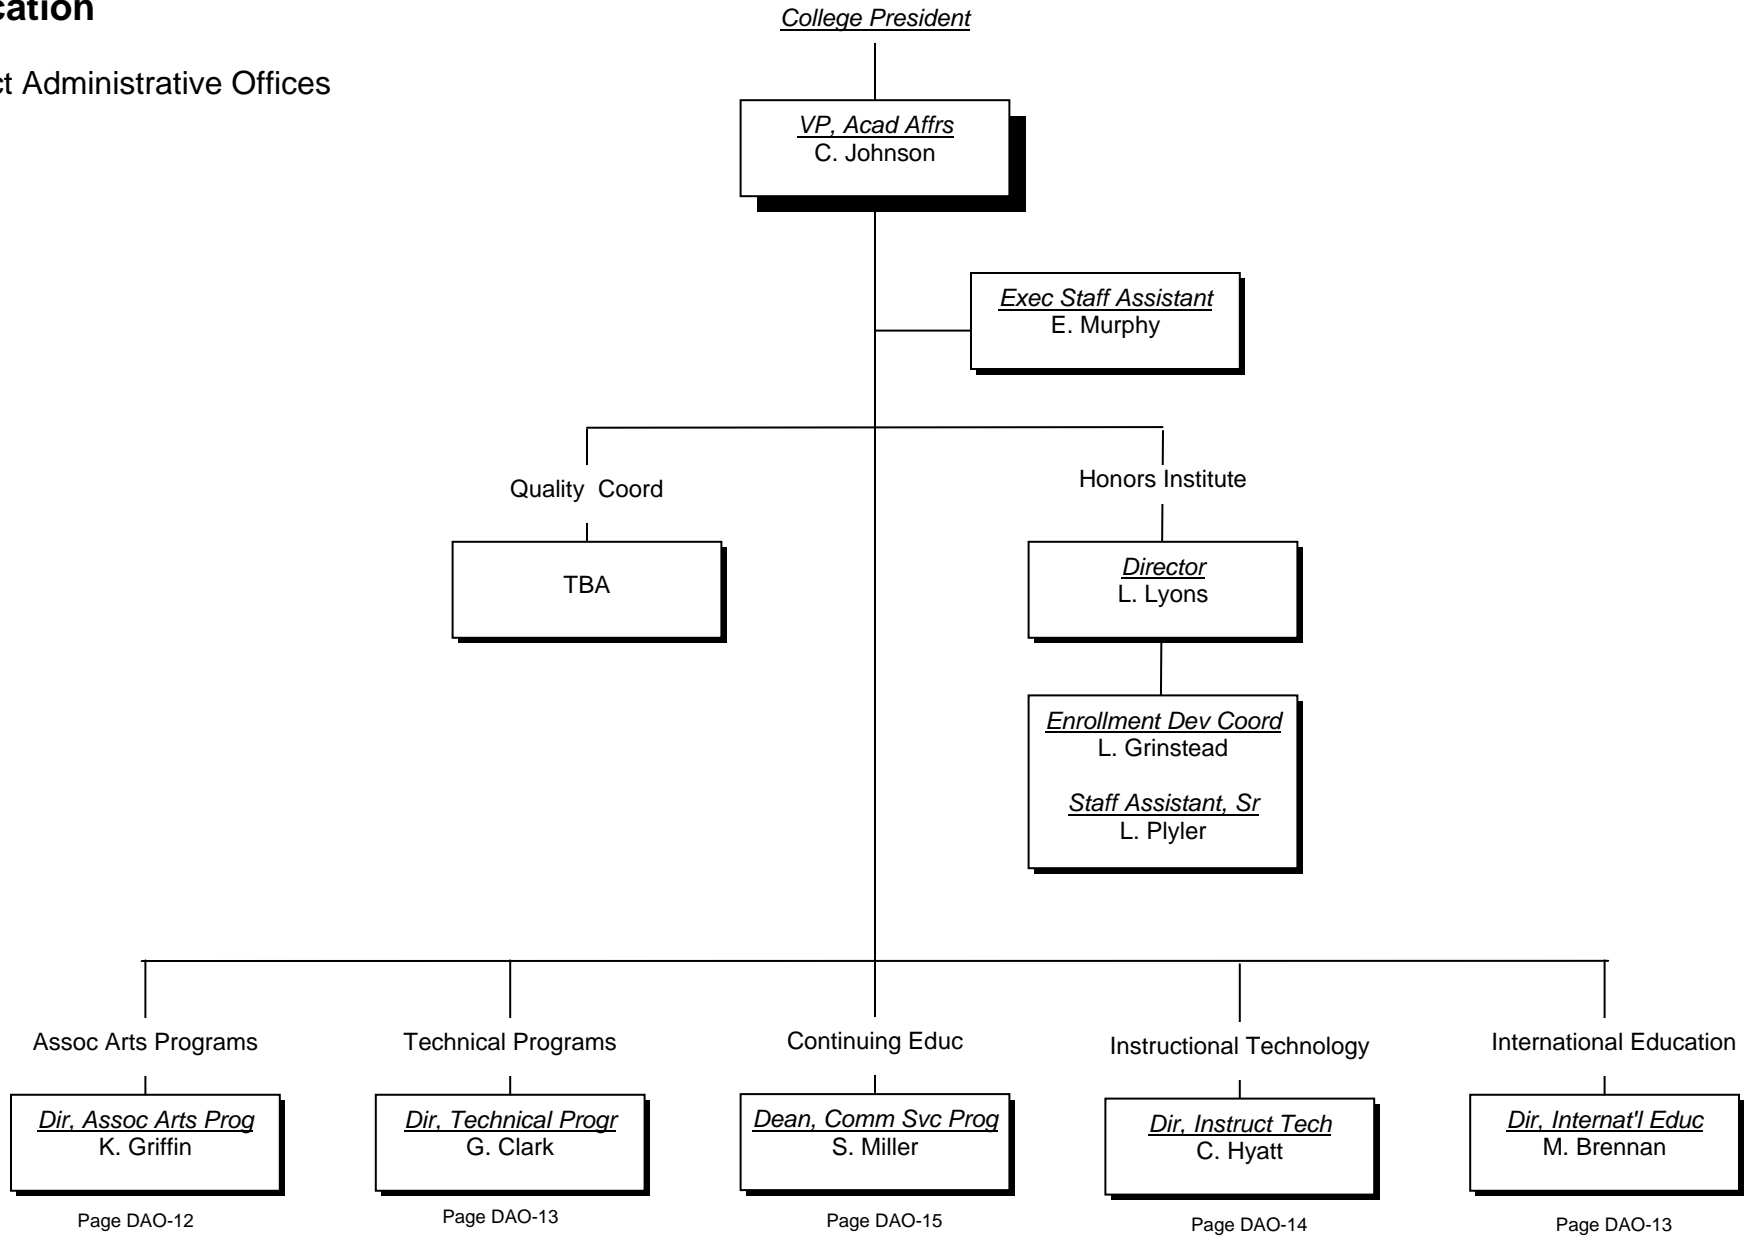 cation
College President
ct Administrative Offices
VP, Acad Affrs
C. Johnson
Exec Staff Assistant
E. Murphy
Quality  Coord
Honors Institute
TBA
Director
L. Lyons
Enrollment Dev Coord
L. Grinstead
Staff Assistant, Sr
L. Plyler
Assoc Arts Programs
Technical Programs
Continuing Educ
Instructional Technology
International Education
Dir, Assoc Arts Prog
K. Griffin
Dir, Technical Progr
G. Clark
Dean, Comm Svc Prog
S. Miller
Dir, Instruct Tech
C. Hyatt
Dir, Internat'l Educ
M. Brennan
Page DAO-12
Page DAO-13
Page DAO-15
Page DAO-14
Page DAO-13